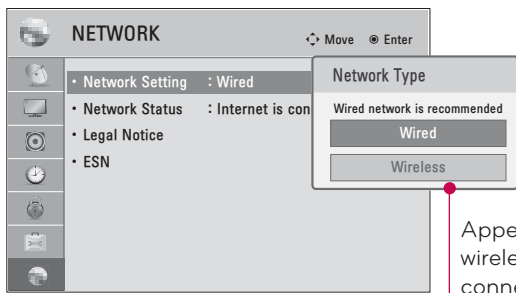 NETWORK
Move Enter
• Network Setting : Wired
• Network Status : Internet is con
• Legal Notice
• ESN
Network Type
Wired network is recommended
Wired
Wireless
Appe
wirele
conne